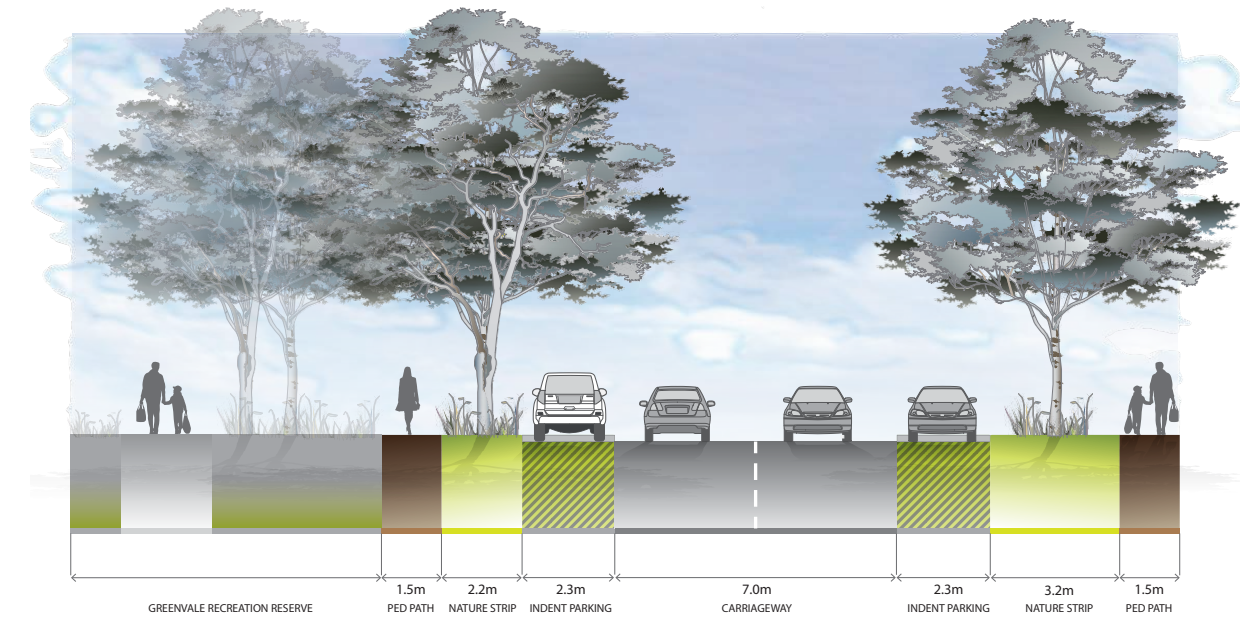 1.5m 2.2m 2.3m 7.0m 2.3m 3.2m 1.5m
GREENVALE RECREATION RESERVE PED PATH NATURE STRIP INDENT PARKING CARRIAGEWAY INDENT PARKING NATURE STRIP PED PATH